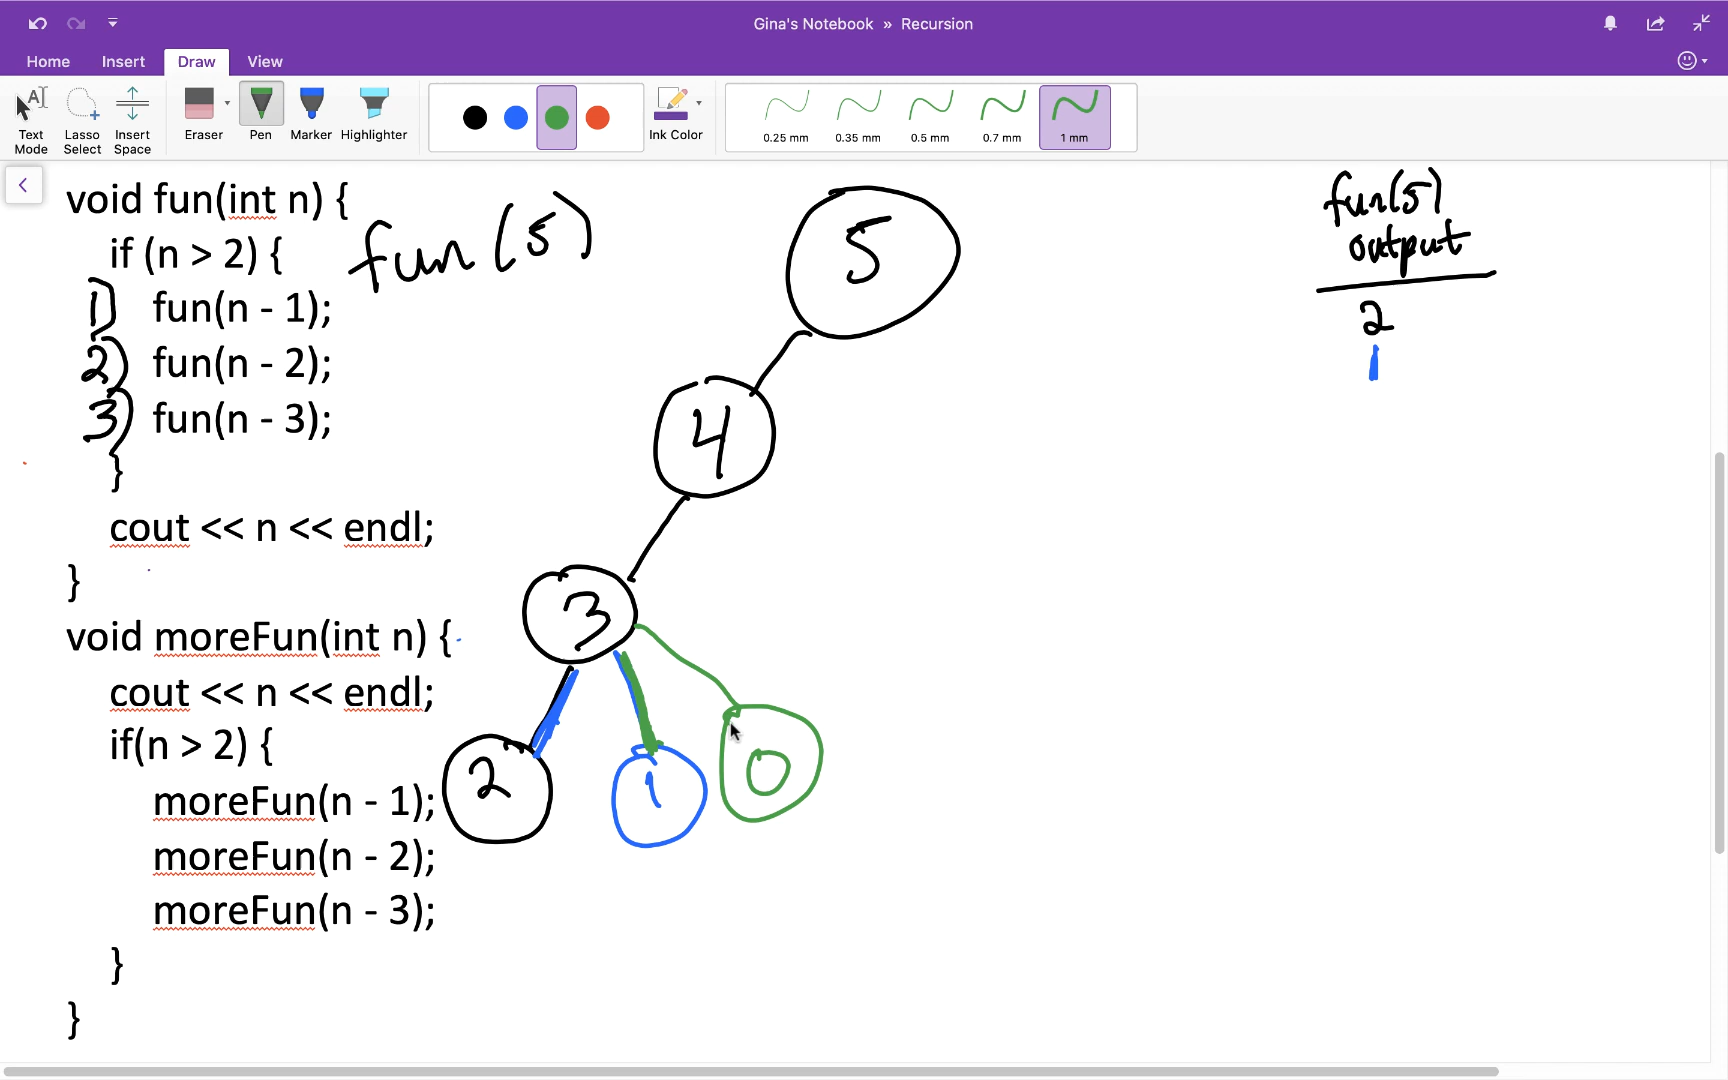 Gina's Notebook » Recursion
Home Insert Draw View
Text Mode
Lasso Select
Insert Space
Eraser
Pen
Marker
Highlighter
Ink Color
0.25 mm
0.35 mm
0.5 mm
0.7 mm
1 mm
void fun(int n) {
if (n > 2) {
1) fun(n - 1);
2) fun(n - 2);
3) fun(n - 3);
}
cout << n << endl;
}
void moreFun(int n) {
cout << n << endl;
if(n > 2) {
moreFun(n - 1);
moreFun(n - 2);
moreFun(n - 3);
}
}
fun(5)
5
4
3
2
1
0
fun(5)
output
2
1